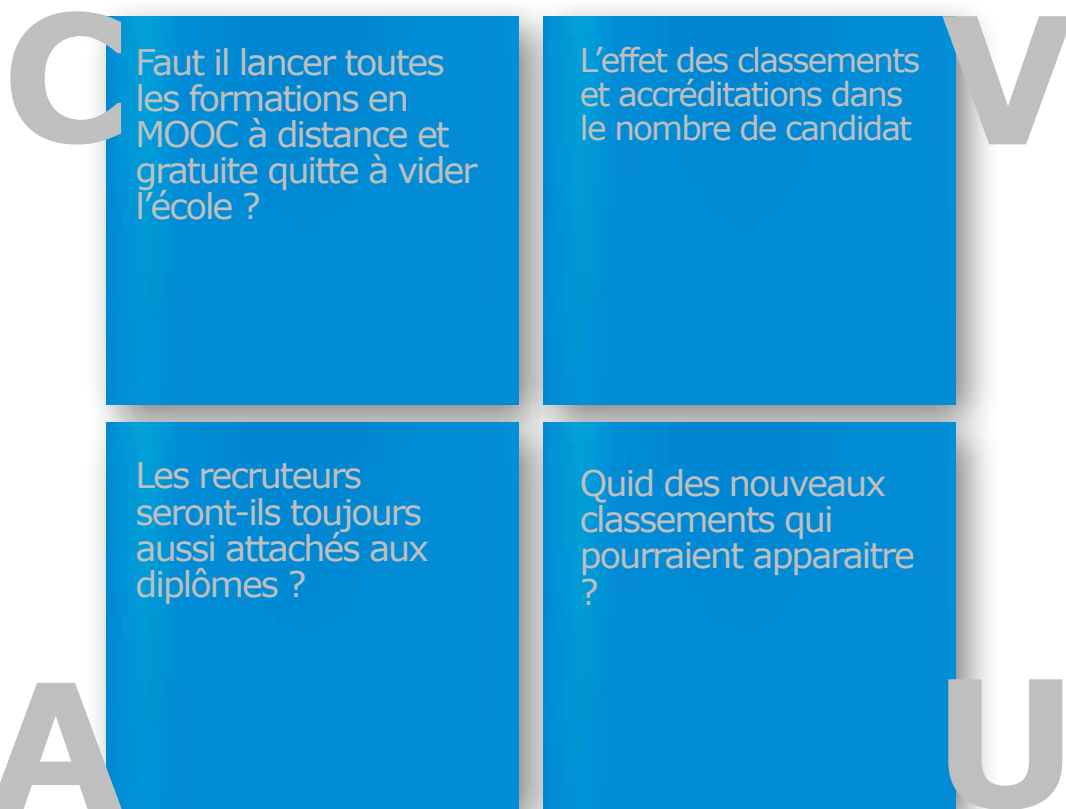 C
Faut il lancer toutes
les formations en
MOOC à distance et
gratuite quitte à vider
l’école ?
V
L’effet des classements
et accréditations dans
le nombre de candidat
A
Les recruteurs
seront-ils toujours
aussi attachés aux
diplômes ?
U
Quid des nouveaux
classements qui
pourraient apparaitre
?